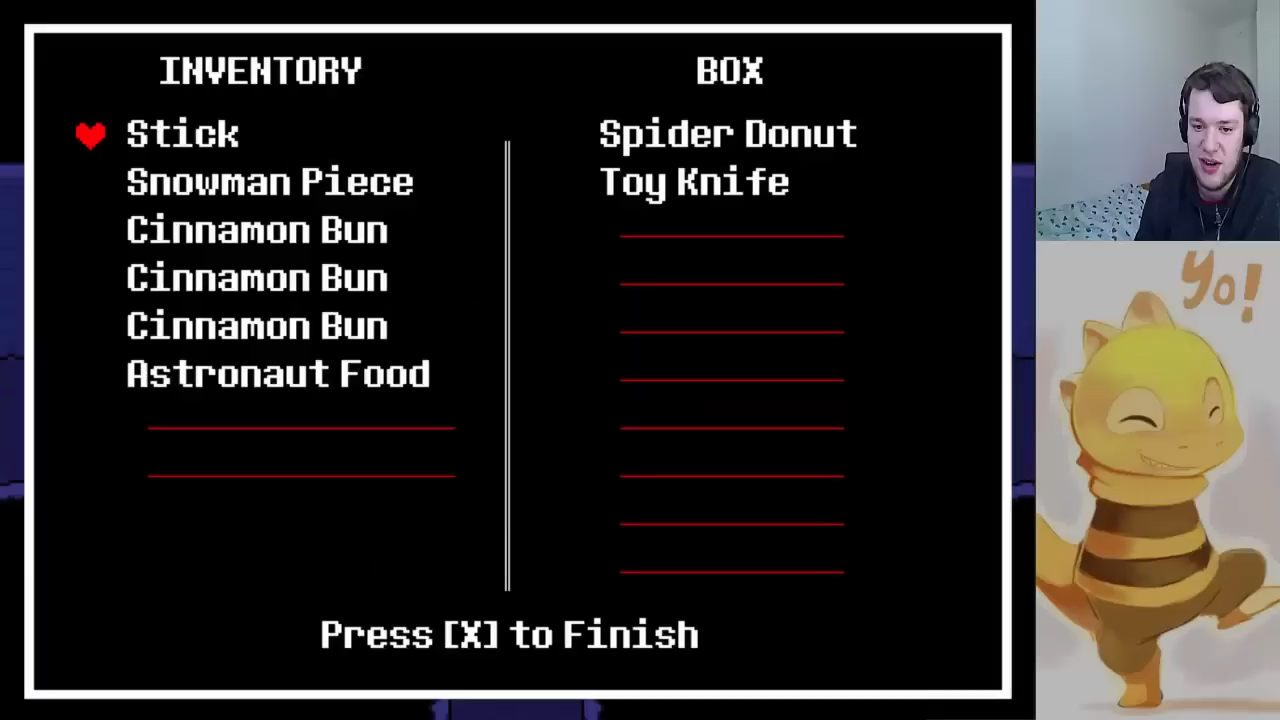 INVENTORY
Stick
Snowman Piece
Cinnamon Bun
Cinnamon Bun
Cinnamon Bun
Astronaut Food
BOX
Spider Donut
Toy Knife
Press [X] to Finish
Yo!